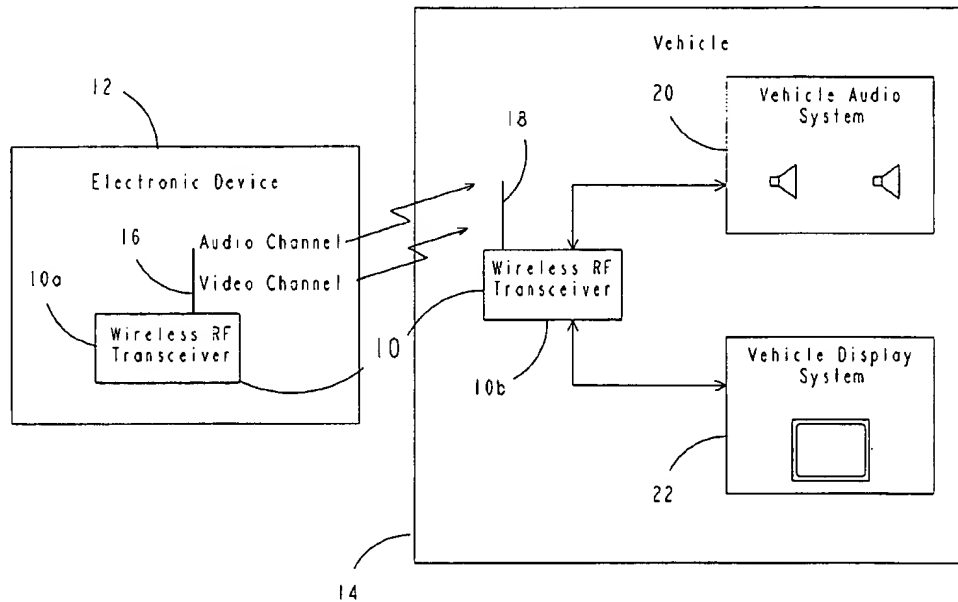 Vehicle
12
20
Vehicle Audio
System
18
Electronic Device
16
Audio Channel
10a
Video Channel
Wireless RF
Transceiver
Wireless RF
Transceiver
10
10b
Vehicle Display
System
22
14